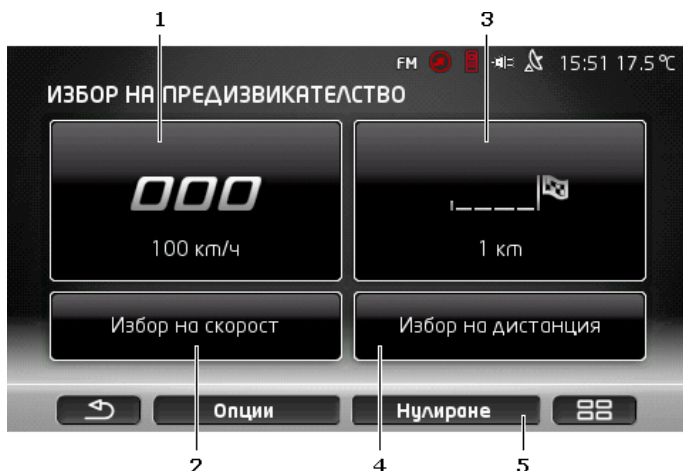 1 3
FM 15:51 17.5 °C
ИЗБОР НА ПРЕДИЗВИКАТЕЛСТВО
000
100 km/ч 1 km
Избор на скорост Избор на дистанция
Опции Нулиране
2 4 5